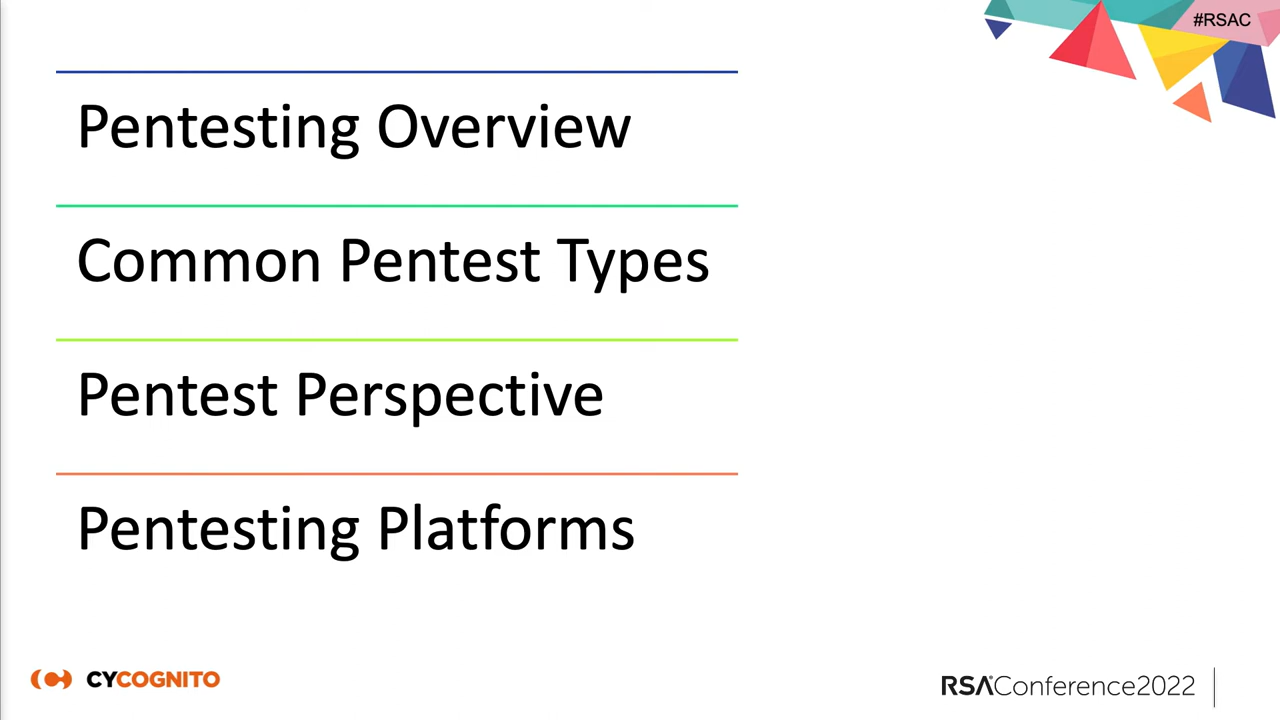 #RSAC
Pentesting Overview
Common Pentest Types
Pentest Perspective
Pentesting Platforms
CYCOGNITO
RSAConference2022